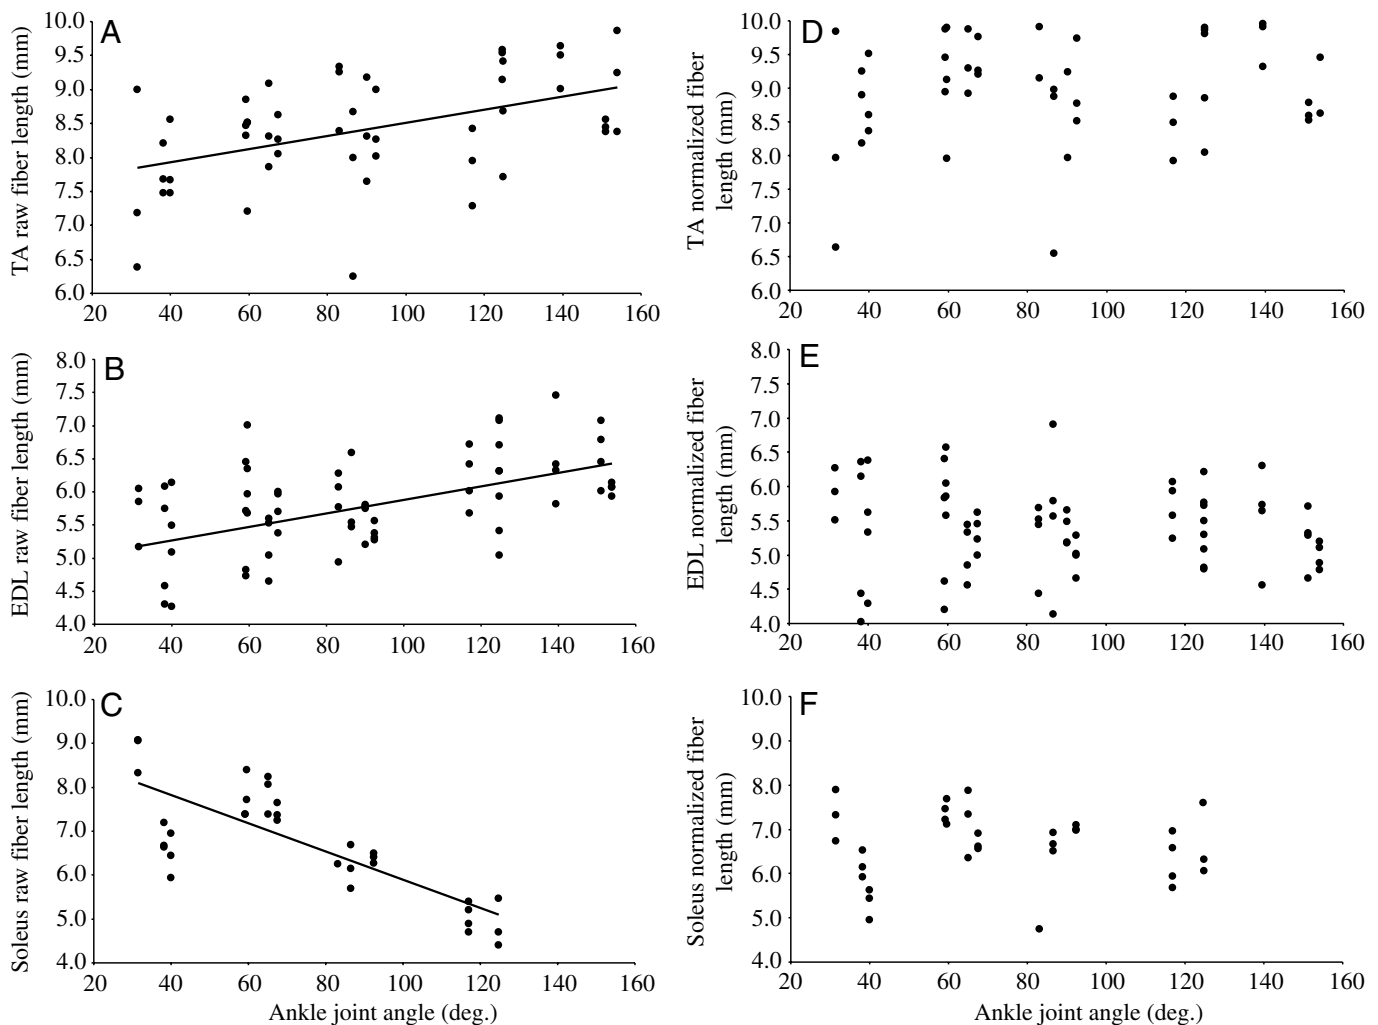 A
TA raw fiber length (mm)
10.0
9.5
9.0
8.5
8.0
7.5
7.0
6.5
6.0
20 40 60 80 100 120 140 160
D
TA normalized fiber
length (mm)
10.0
9.5
9.0
8.5
8.0
7.5
7.0
6.5
6.0
20 40 60 80 100 120 140 160
B
EDL raw fiber length (mm)
8.0
7.5
7.0
6.5
6.0
5.5
5.0
4.5
4.0
20 40 60 80 100 120 140 160
E
EDL normalized fiber
length (mm)
8.0
7.5
7.0
6.5
6.0
5.5
5.0
4.5
4.0
20 40 60 80 100 120 140 160
C
Soleus raw fiber length (mm)
10.0
9.0
8.0
7.0
6.0
5.0
4.0
20 40 60 80 100 120 140 160
Ankle joint angle (deg.)
F
Soleus normalized fiber
length (mm)
10.0
9.0
8.0
7.0
6.0
5.0
4.0
20 40 60 80 100 120 140 160
Ankle joint angle (deg.)